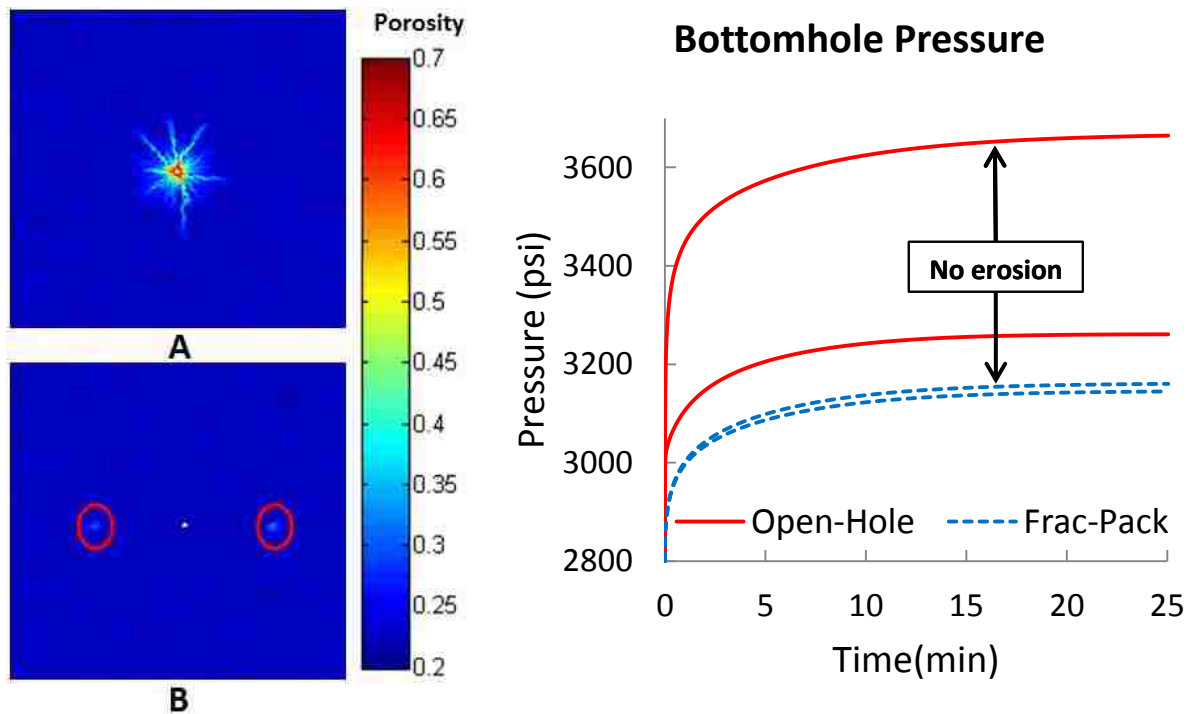 Porosity
0.7
0.65
0.6
0.55
0.5
0.45
0.4
0.35
0.3
0.25
0.2
A
B
Bottomhole Pressure
Pressure (psi)
3600
3400
3200
3000
2800
No erosion
Open-Hole Frac-Pack
0 5 10 15 20 25
Time(min)